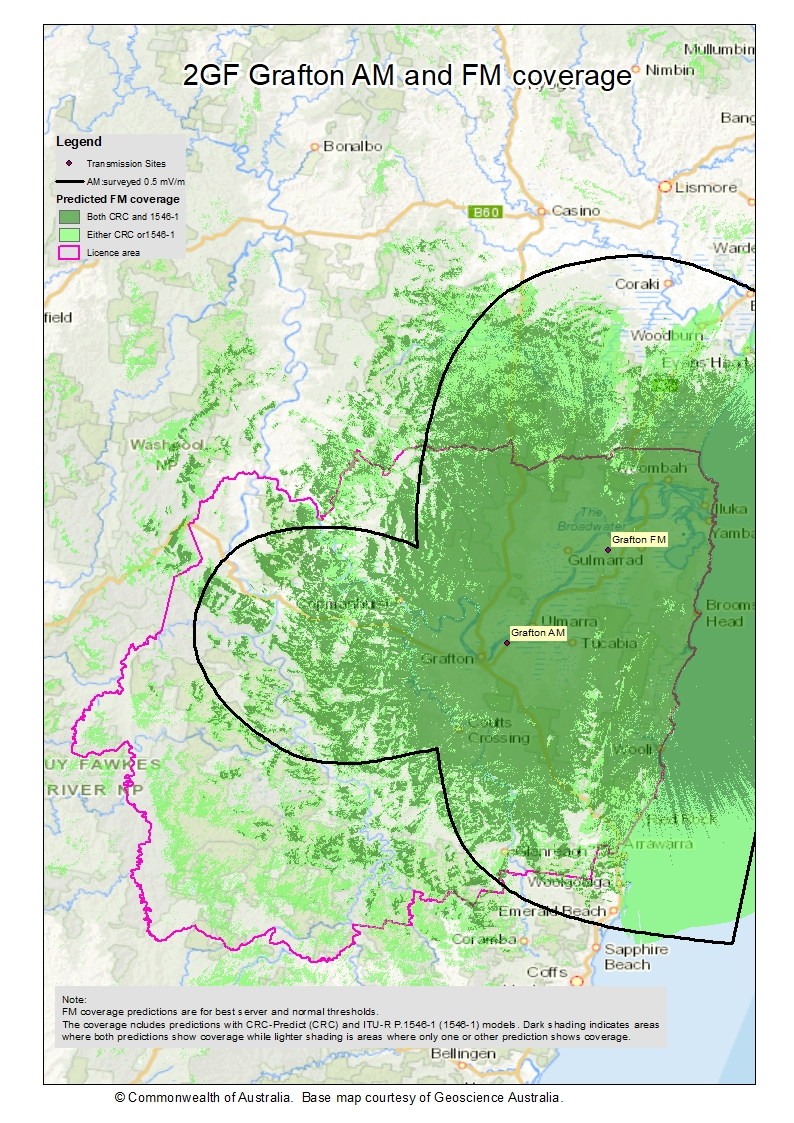 2GF Grafton AM and FM coverage
Mullumbin
Nimbin
Bang
Legend
Transmission Sites
AM:surveyed 0.5 mV/m
Predicted FM coverage
Both CRC and 1546-1
Either CRC or1546-1
Licence area
Bonalbo
Lismore
B60
Casino
Warde
Coraki
field
Woodburn
Evans Head
Washpool
NP
Wombah
Iluka
The
Broadwater
Yamba
Grafton FM
Gulmarrad
Copmanhurst
Brooms
Head
Ulmarra
Grafton AM
Tucabia
Grafton
Coutts
Crossing
Wooli
UY FAWKES
RIVER NP
Red Rock
Arrawarra
Glenreagh
Woolgoolga
Emerald Beach
Coramba
Sapphire
Beach
Coffs
Note:
FM coverage predictions are for best server and normal thresholds.
The coverage ncludes predictions with CRC-Predict (CRC) and ITU-R P.1546-1 (1546-1) models. Dark shading indicates areas
where both predictions show coverage while lighter shading is areas where only one or other prediction shows coverage.
Bellingen
© Commonwealth of Australia. Base map courtesy of Geoscience Australia.